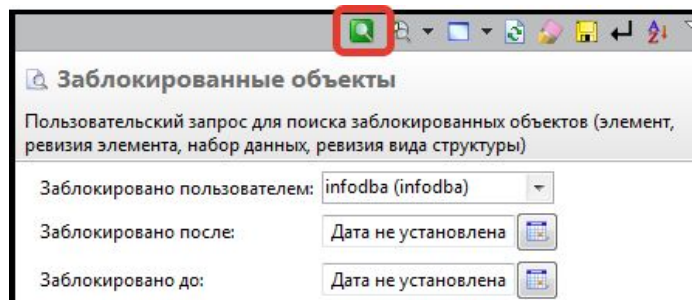 Заблокированные объекты
Пользовательский запрос для поиска заблокированных объектов (элемент,
ревизия элемента, набор данных, ревизия вида структуры)
Заблокировано пользователем: infodba (infodba)
Заблокировано после: Дата не установлена
Заблокировано до: Дата не установлена